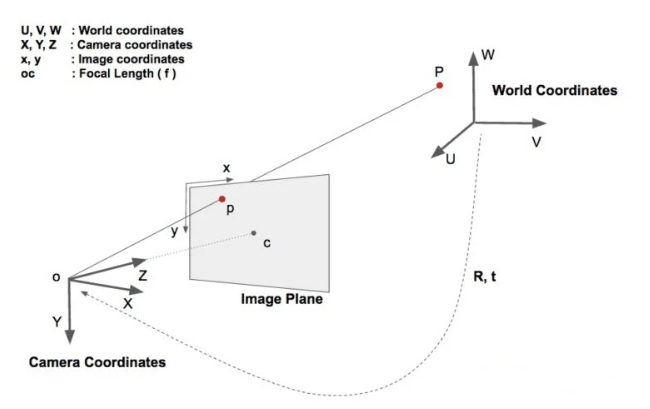 U, V, W : World coordinates
X, Y, Z : Camera coordinates
x, y : Image coordinates
oc : Focal Length ( f )
W
P
World Coordinates
V
U
x
p
y
c
o
Z
R, t
X
Image Plane
Y
Camera Coordinates